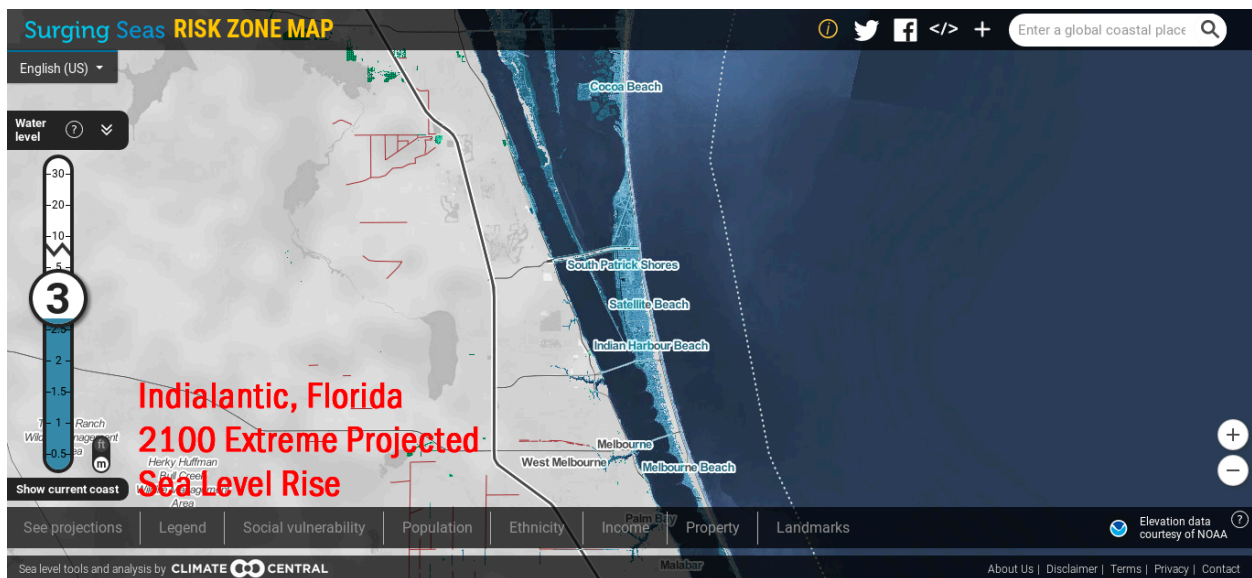 Surging Seas RISK ZONE MAP
i
</>
+
Enter a global coastal place
English (US)
Water
level
?
30
20
10
5
3
2.5
2
1.5
1
0.5
ft
m
Show current coast
Cocoa Beach
South Patrick Shores
Satellite Beach
Indian Harbour Beach
Melbourne
West Melbourne
Melbourne Beach
Palm Bay
Malabar
Ranch
Herky Huffman
Bull Creek
Area
Indialantic, Florida
2100 Extreme Projected
Sea Level Rise
+
−
See projections
Legend
Social vulnerability
Population
Ethnicity
Income
Property
Landmarks
Elevation data
courtesy of NOAA
?
Sea level tools and analysis by CLIMATE CENTRAL
About Us | Disclaimer | Terms | Privacy | Contact